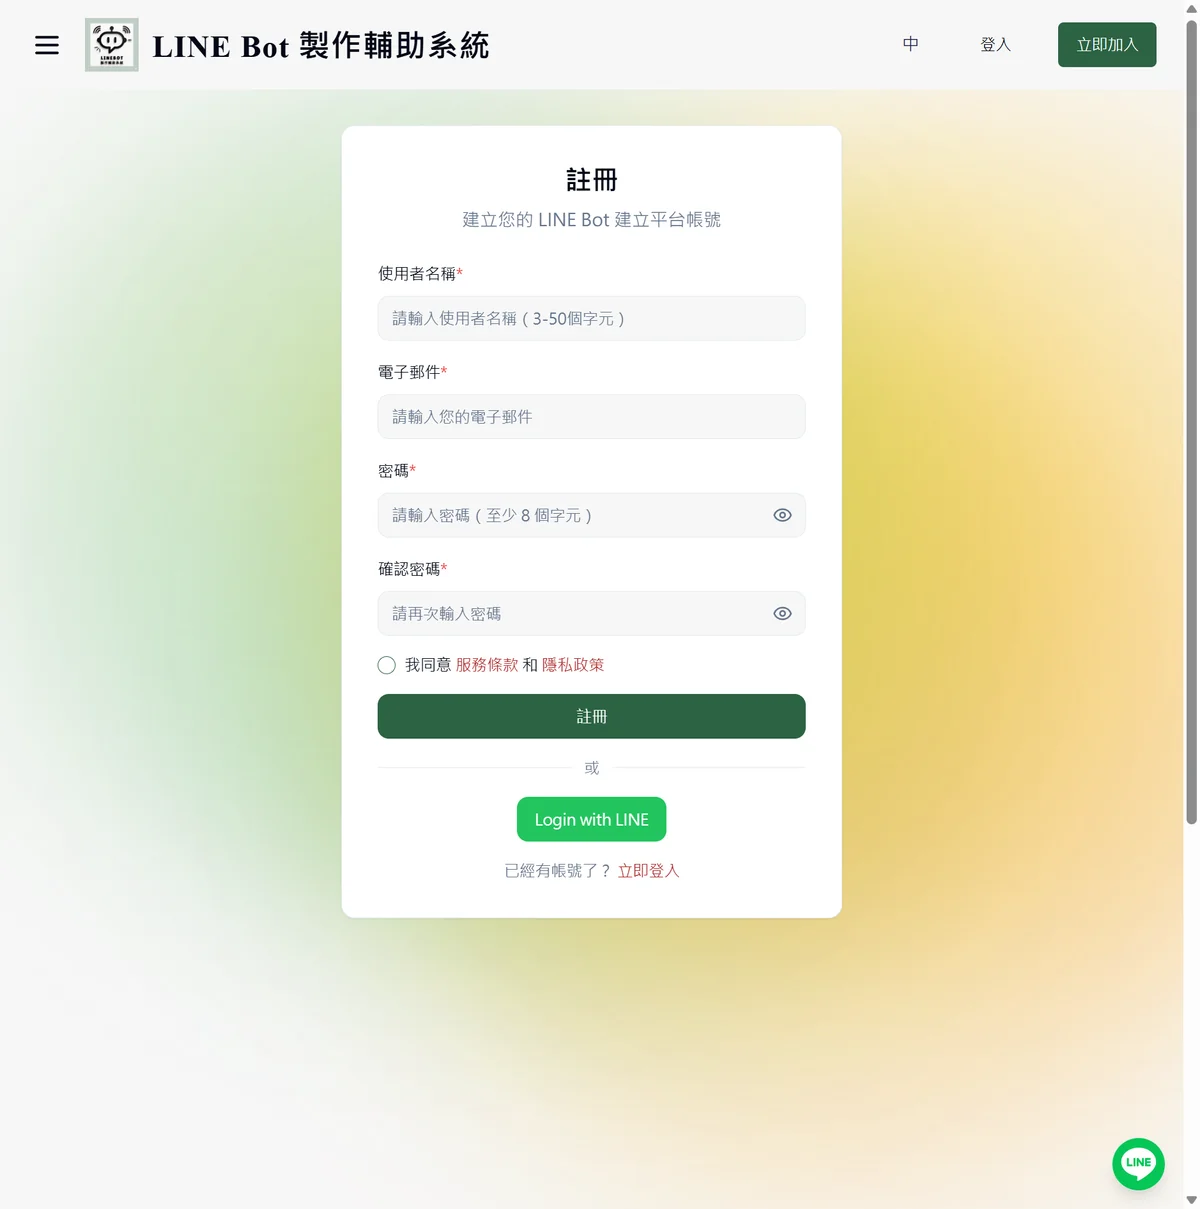 LINEBOT
製作輔助系統
LINE Bot 製作輔助系統
中
登入
立即加入
註冊
建立您的 LINE Bot 建立平台帳號
使用者名稱*
請輸入使用者名稱（3-50個字元）
電子郵件*
請輸入您的電子郵件
密碼*
請輸入密碼（至少 8 個字元）
確認密碼*
請再次輸入密碼
我同意 服務條款 和 隱私政策
註冊
或
Login with LINE
已經有帳號了？ 立即登入
LINE